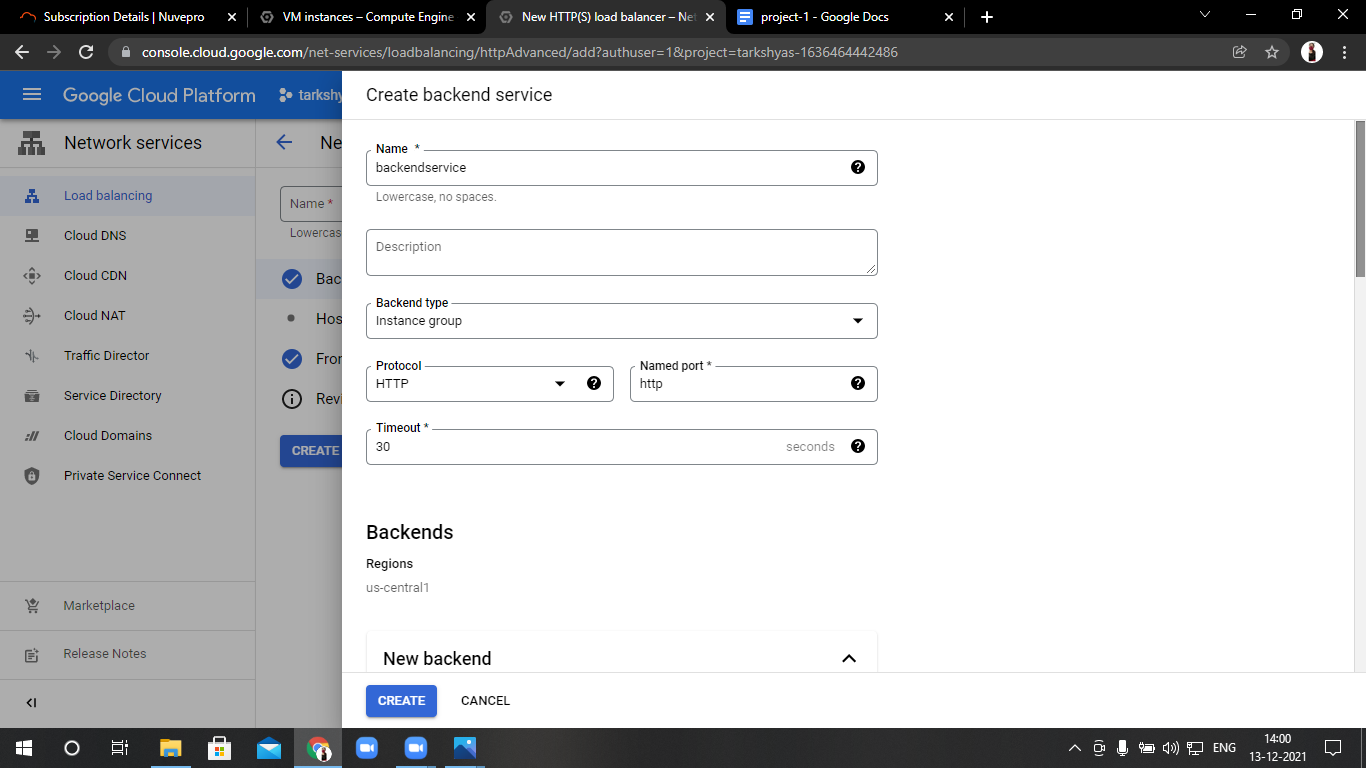 Subscription Details | Nuvepro
VM instances – Compute Engine
New HTTP(S) load balancer – Net
project-1 - Google Docs
console.cloud.google.com/net-services/loadbalancing/httpAdvanced/add?authuser=1&project=tarkshyas-1636464442486
Google Cloud Platform
tarkshy
Create backend service
Network services
Ne
Load balancing
Cloud DNS
Cloud CDN
Cloud NAT
Traffic Director
Service Directory
Cloud Domains
Private Service Connect
Marketplace
Release Notes
Name *
Lowercas
Bac
Hos
Fror
Revi
CREATE
Name *
backendservice
Lowercase, no spaces.
Description
Backend type
Instance group
Protocol
HTTP
Named port *
http
Timeout *
30 seconds
Backends
Regions
us-central1
New backend
CREATE CANCEL
ENG
14:00
13-12-2021